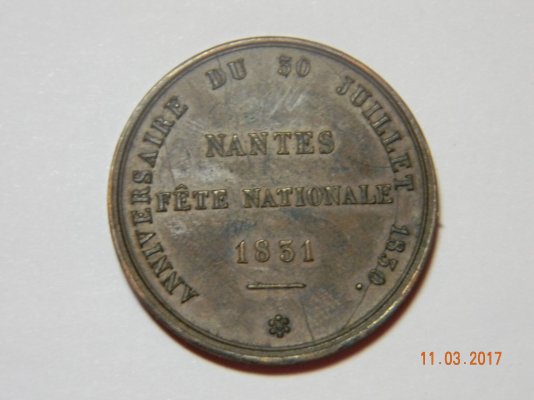 ANNIVERSAIRE DU 30 JUILLET 1830.
NANTES
FÊTE NATIONALE
1831
11.03.2017